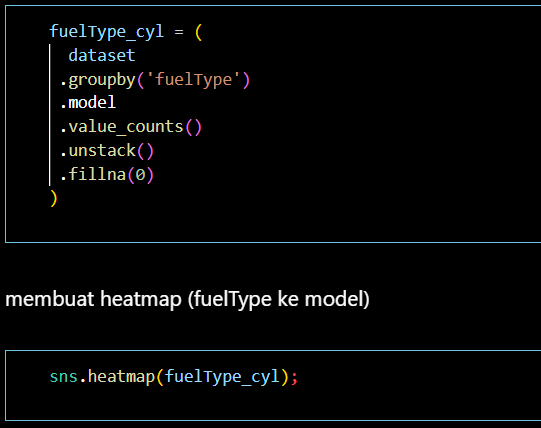 fuelType_cyl = (
dataset
.groupby('fuelType')
.model
.value_counts()
.unstack()
.fillna(0)
)
membuat heatmap (fuelType ke model)
sns.heatmap(fuelType_cyl);